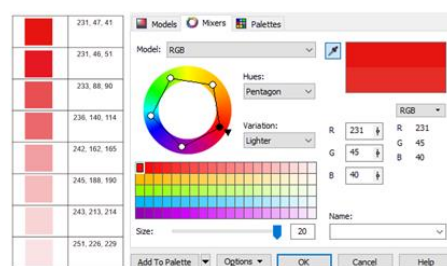 231, 47, 41
231, 46, 51
233, 88, 90
236, 140, 114
242, 162, 165
245, 188, 190
243, 213, 214
251, 226, 229
Models Mixers Palettes
Model: RGB
Hues:
Pentagon
Variation:
Lighter
Size: 20
RGB
R 231 R 231
G 45 G 45
B 40 B 40
Name:
Add To Palette Options OK Cancel Help